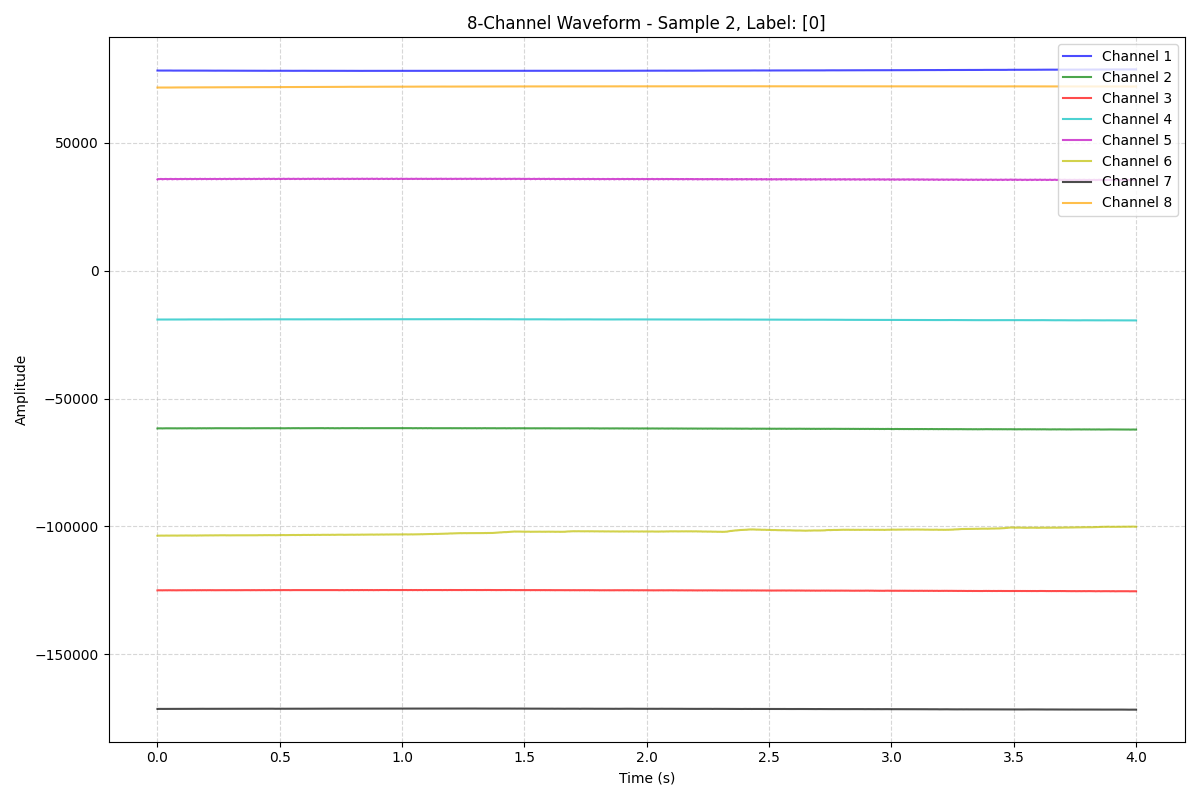 8-Channel Waveform - Sample 2, Label: [0]
Channel 1
Channel 2
Channel 3
Channel 4
Channel 5
Channel 6
Channel 7
Channel 8
50000
0
−50000
−100000
−150000
Amplitude
0.0 0.5 1.0 1.5 2.0 2.5 3.0 3.5 4.0
Time (s)